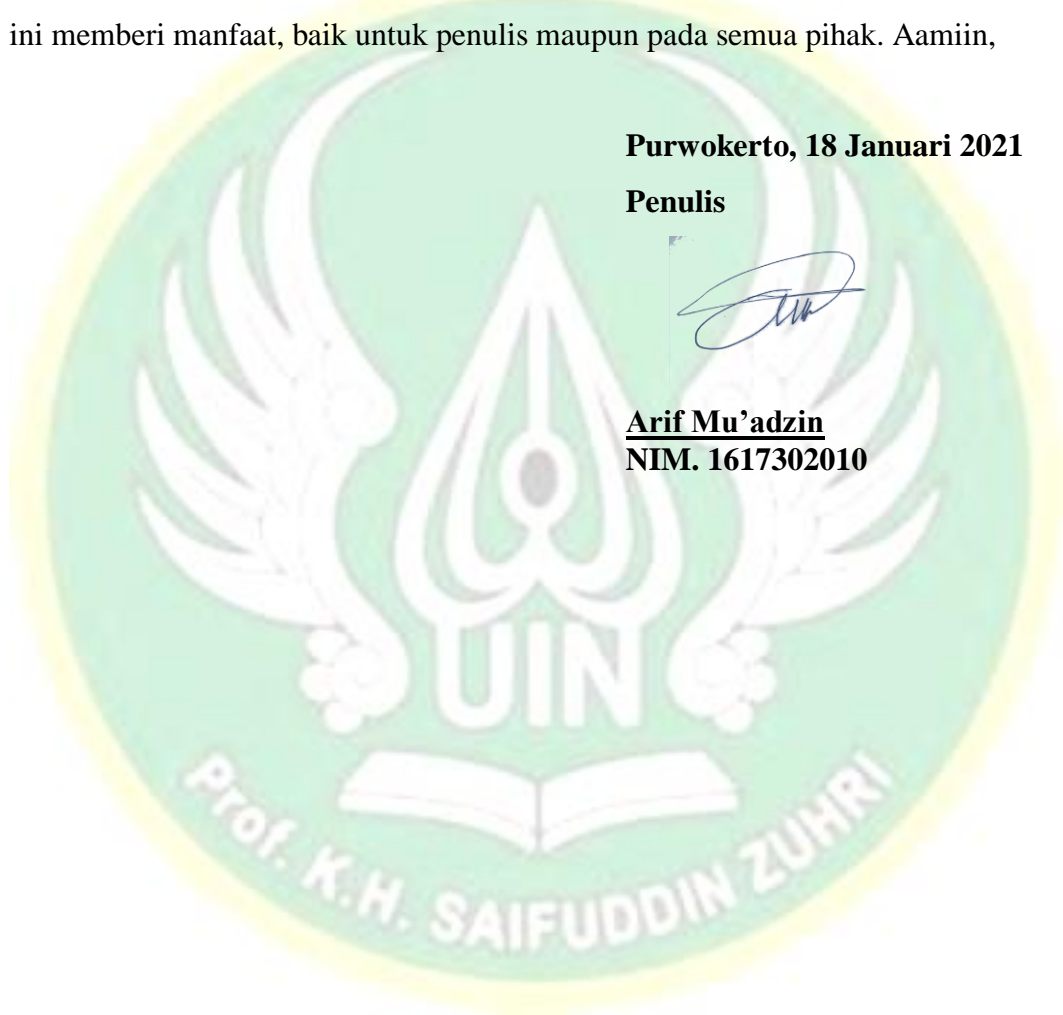 ini memberi manfaat, baik untuk penulis maupun pada semua pihak. Aamiin,
Purwokerto, 18 Januari 2021
Penulis
Arif Mu’adzin
NIM. 1617302010
UIN
Prof. K.H. SAIFUDDIN ZUHRI